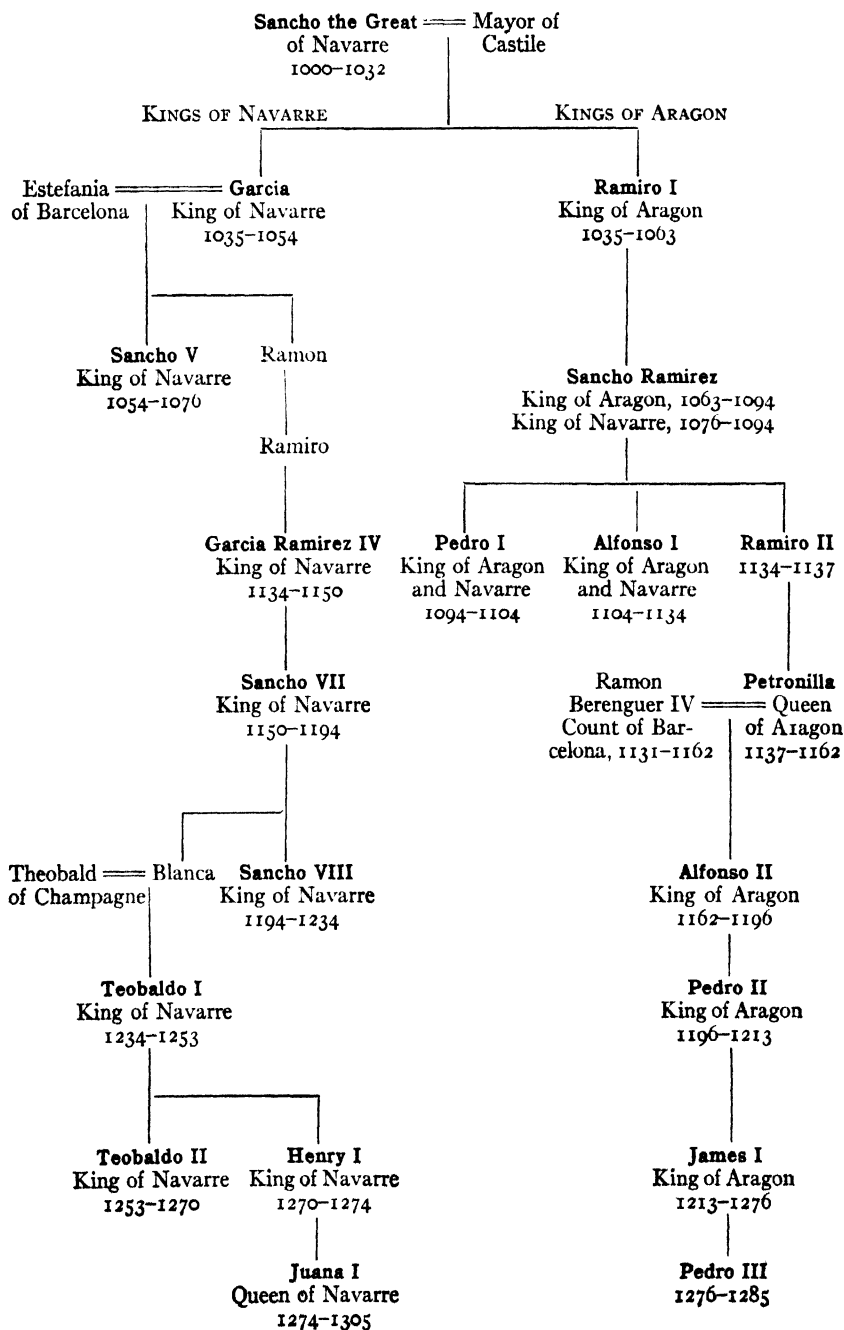 Sancho the Great
of Navarre
1000–1032
Mayor of
Castile
KINGS OF NAVARRE
KINGS OF ARAGON
Estefania
of Barcelona
Garcia
King of Navarre
1035–1054
Ramiro I
King of Aragon
1035–1063
Sancho V
King of Navarre
1054–1076
Ramon
Sancho Ramirez
King of Aragon, 1063–1094
King of Navarre, 1076–1094
Ramiro
Garcia Ramirez IV
King of Navarre
1134–1150
Pedro I
King of Aragon
and Navarre
1094–1104
Alfonso I
King of Aragon
and Navarre
1104–1134
Ramiro II
1134–1137
Sancho VII
King of Navarre
1150–1194
Ramon
Berenguer IV
Count of Bar-
celona, 1131–1162
Petronilla
Queen
of Aragon
1137–1162
Theobald
of Champagne
Blanca
Sancho VIII
King of Navarre
1194–1234
Alfonso II
King of Aragon
1162–1196
Teobaldo I
King of Navarre
1234–1253
Pedro II
King of Aragon
1196–1213
Teobaldo II
King of Navarre
1253–1270
Henry I
King of Navarre
1270–1274
James I
King of Aragon
1213–1276
Juana I
Queen of Navarre
1274–1305
Pedro III
1276–1285